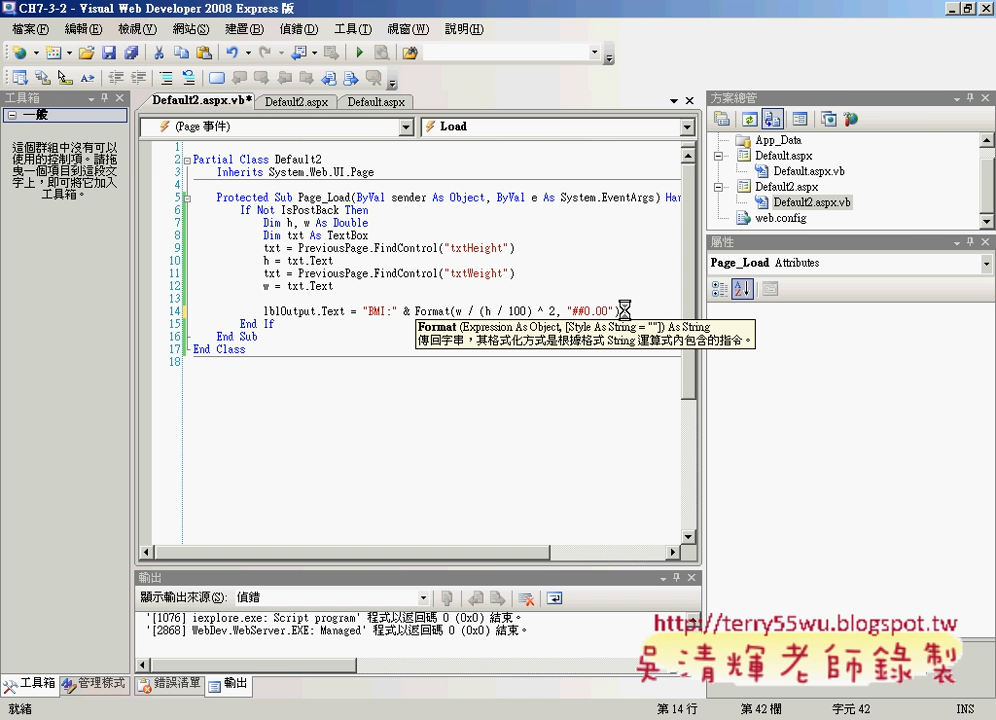 CH7-3-2 - Visual Web Developer 2008 Express 版
檔案(F) 編輯(E) 檢視(V) 網站(S) 建置(B) 偵錯(D) 工具(T) 視窗(W) 說明(H)
工具箱
一般
這個群組中沒有可以
使用的控制項。請拖
曳一個項目到這段文
字上，即可將它加入
工具箱。
Default2.aspx.vb* Default2.aspx Default.aspx
(Page 事件) Load
1
2 Partial Class Default2
3 Inherits System.Web.UI.Page
4
5 Protected Sub Page_Load(ByVal sender As Object, ByVal e As System.EventArgs) Han
6 If Not IsPostBack Then
7 Dim h, w As Double
8 Dim txt As TextBox
9 txt = PreviousPage.FindControl("txtHeight")
10 h = txt.Text
11 txt = PreviousPage.FindControl("txtWeight")
12 w = txt.Text
13
14 lblOutput.Text = "BMI:" & Format(w / (h / 100) ^ 2, "##0.00")
15 End If
16 End Sub
17 End Class
18
Format (Expression As Object, [Style As String = ""]) As String
傳回字串，其格式化方式是根據格式 String 運算式內包含的指令。
方案總管
App_Data
Default.aspx
Default.aspx.vb
Default2.aspx
Default2.aspx.vb
web.config
屬性
Page_Load Attributes
輸出
顯示輸出來源(S): 偵錯
'[1076] iexplore.exe: Script program' 程式以返回碼 0 (0x0) 結束。
'[2868] WebDev.WebServer.EXE: Managed' 程式以返回碼 0 (0x0) 結束。
工具箱 管理樣式 錯誤清單 輸出
http://terry55wu.blogspot.tw
吳清輝老師錄製
就緒 第 14 行 第 42 欄 字元 42 INS